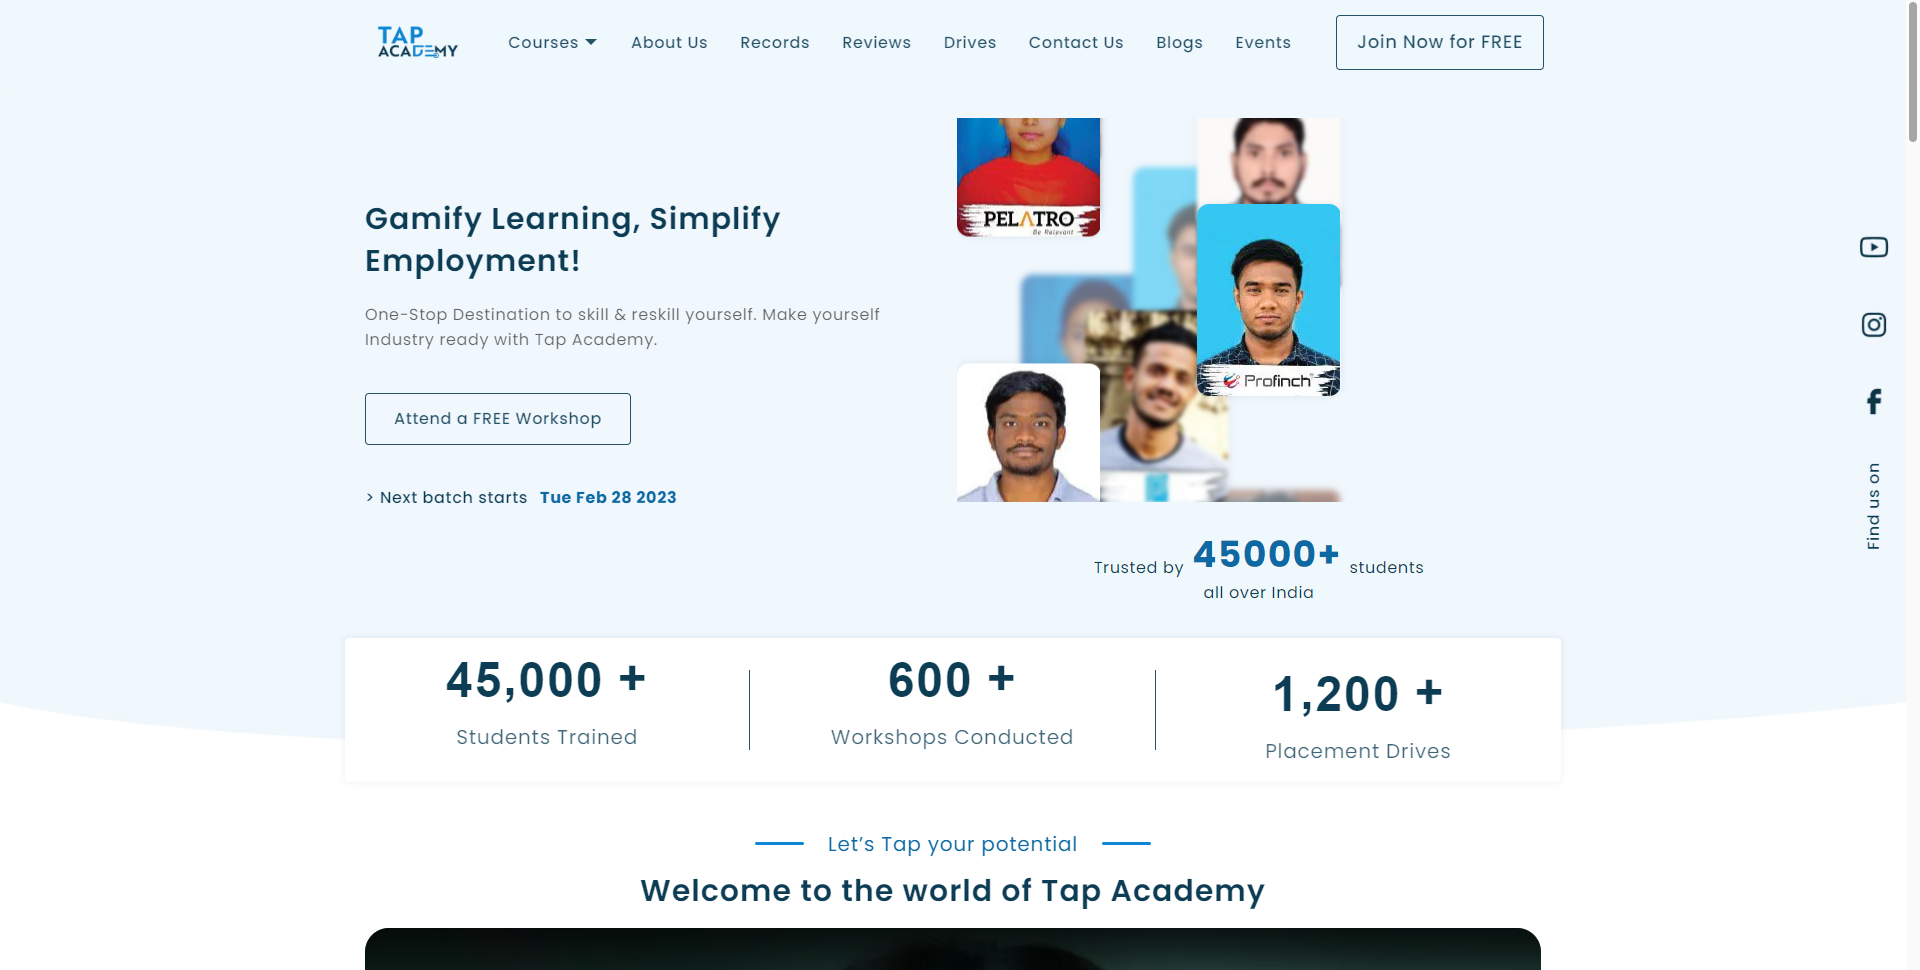 TAP
ACADEMY
Courses
About Us
Records
Reviews
Drives
Contact Us
Blogs
Events
Join Now for FREE
Gamify Learning, Simplify
Employment!
One-Stop Destination to skill & reskill yourself. Make yourself
Industry ready with Tap Academy.
Attend a FREE Workshop
> Next batch starts Tue Feb 28 2023
PELATRO
Be Relevant
Profinch
Trusted by 45000+ students
all over India
Find us on
45,000 +
Students Trained
600 +
Workshops Conducted
1,200 +
Placement Drives
Let’s Tap your potential
Welcome to the world of Tap Academy